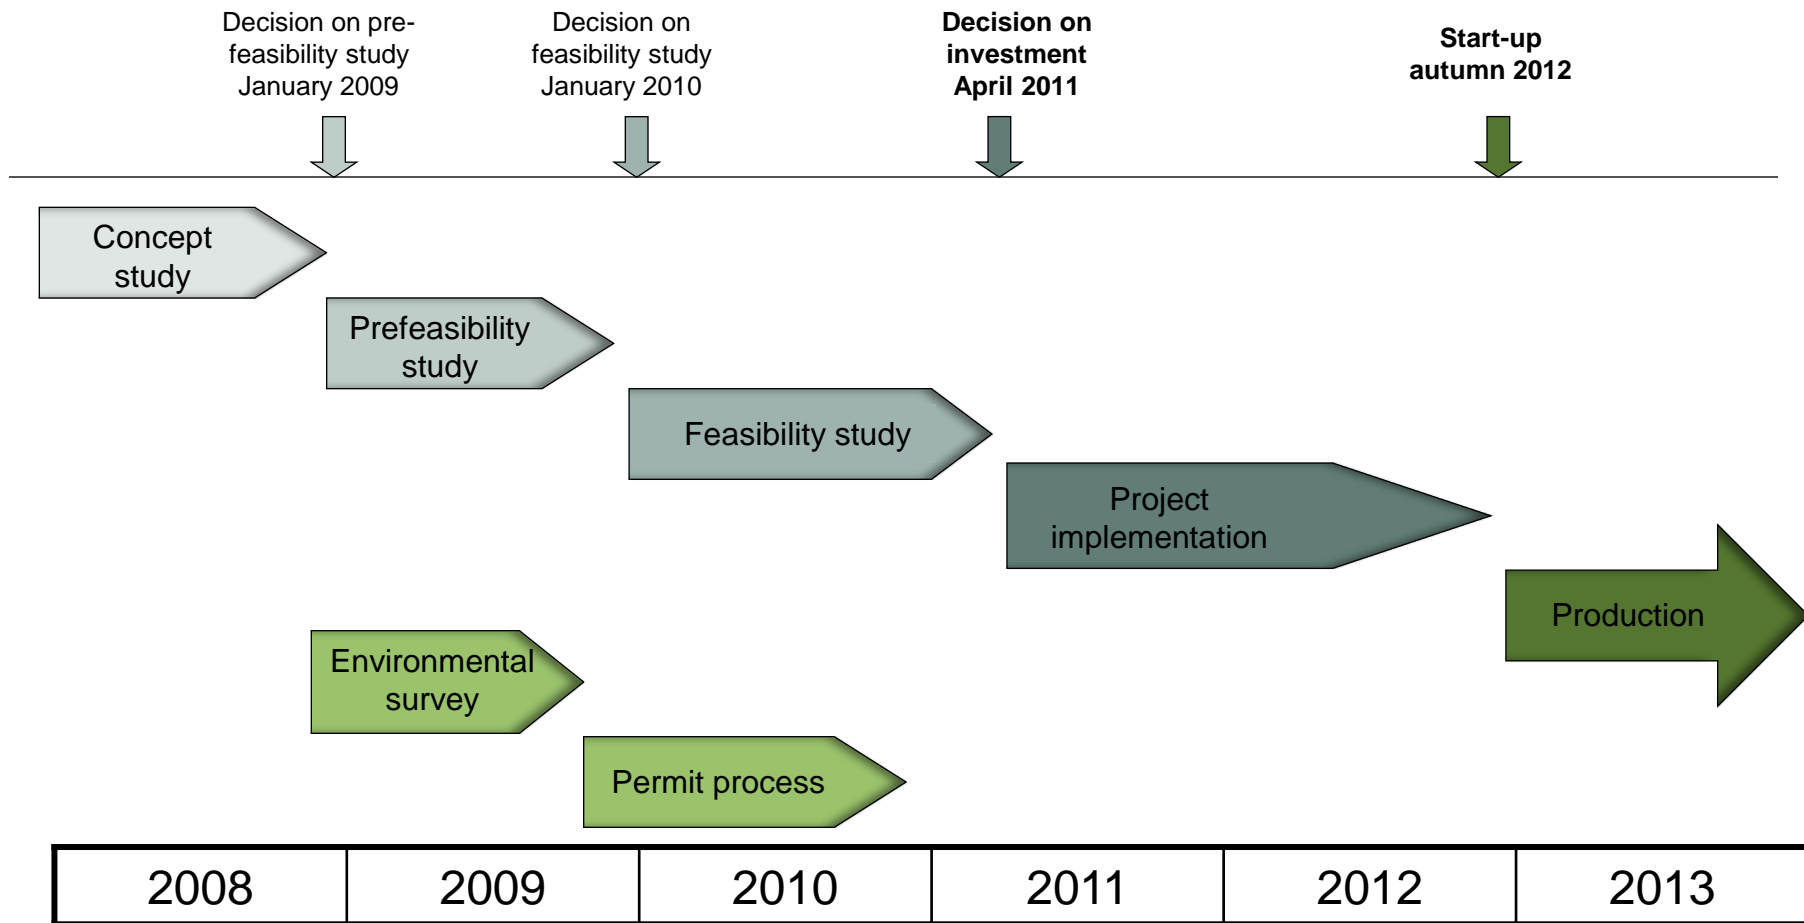 Decision on pre-
feasibility study
January 2009
Decision on
feasibility study
January 2010
Decision on
investment
April 2011
Start-up
autumn 2012
Concept
study
Prefeasibility
study
Feasibility study
Project
implementation
Production
Environmental
survey
Permit process
2008
2009
2010
2011
2012
2013